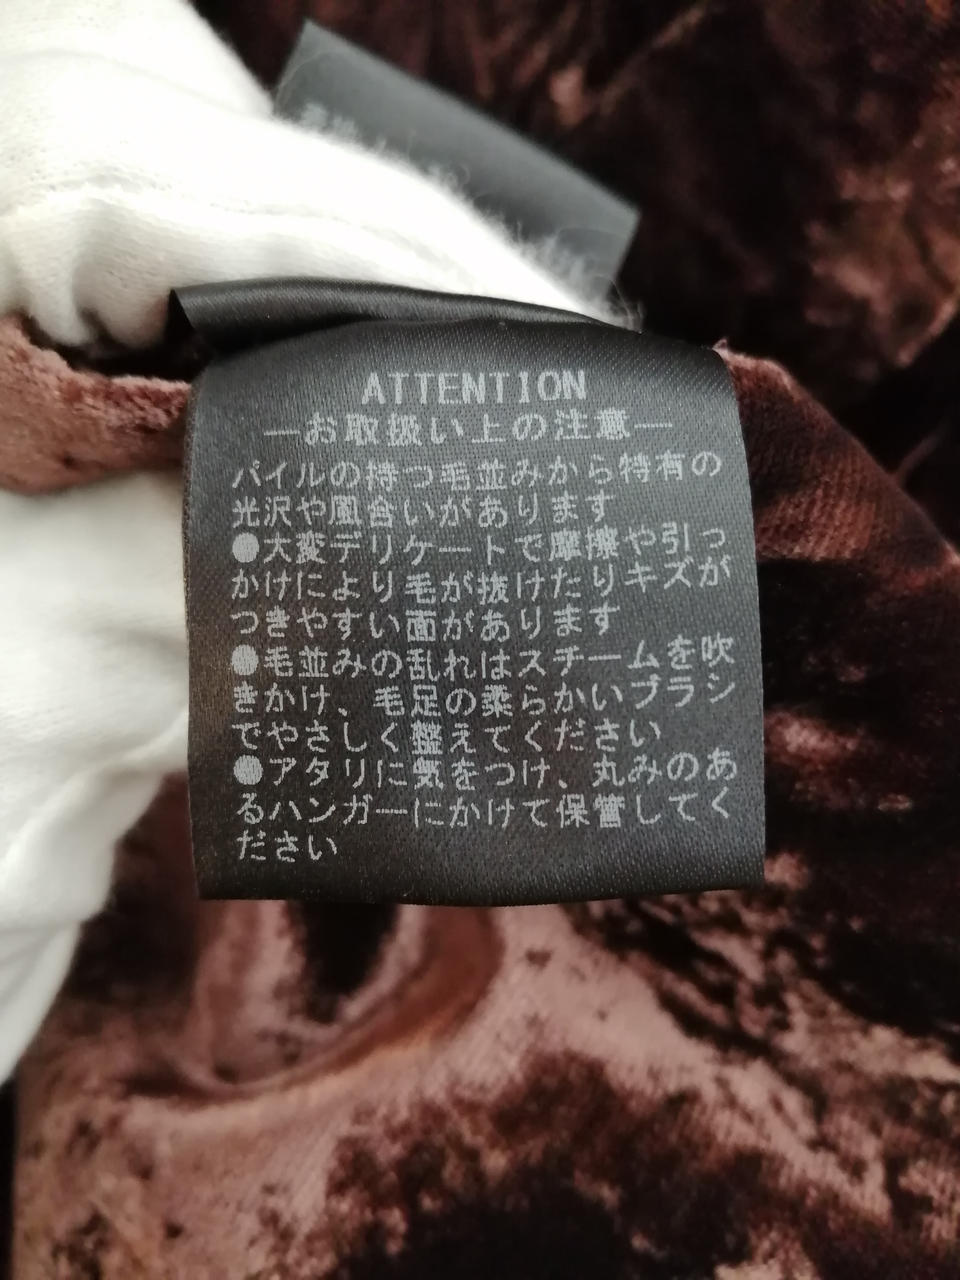 ATTENTION
―お取扱い上の注意―
パイルの持つ毛並みから特有の
光沢や風合いがあります
●大変デリケートで摩擦や引っ
かけにより毛が抜けたりキズが
つきやすい面があります
●毛並みの乱れはスチームを吹
きかけ、毛足の柔らかいブラシ
でやさしく整えてください
●アタリに気をつけ、丸みのあ
るハンガーにかけて保管してく
ださい